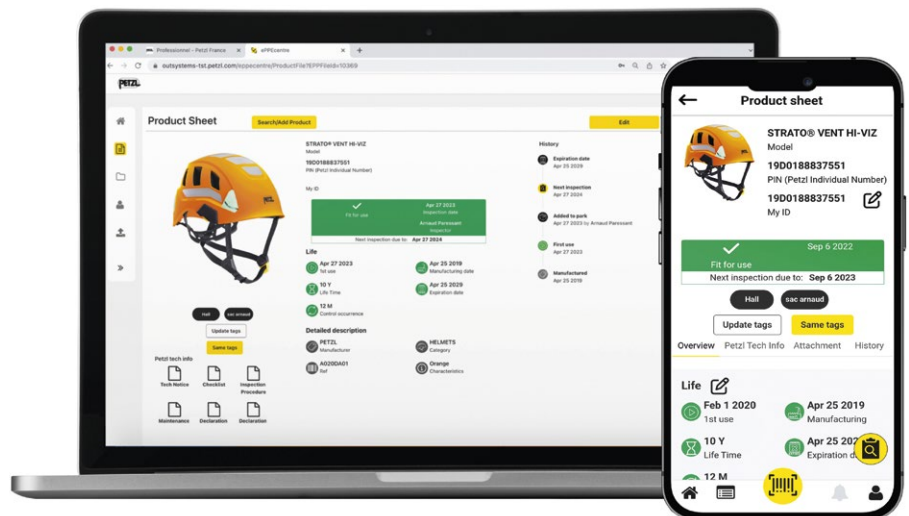 Professionnel - Petzl France
ePPEcentre
outsystems-tst.petzl.com/eppecentre/ProductFile?EPPFileId=10369
PETZL
Product Sheet
Search/Add Product
Edit
STRATO® VENT HI-VIZ
Model
19D0188837551
PIN (Petzl Individual Number)
My ID
Fit for use
Apr 27 2023
Inspection date
Arnaud Paressant
Inspector
Next inspection due to: Apr 27 2024
Life
Apr 27 2023
1st use
Apr 25 2019
Manufacturing date
10 Y
Life Time
Apr 25 2029
Expiration date
12 M
Control occurrence
Detailed description
PETZL
Manufacturer
HELMETS
Category
A020DA01
Ref
Orange
Characteristics
Hall
sac arnaud
Update tags
Same tags
Petzl tech info
Tech Notice
Checklist
Inspection
Procedure
Maintenance
Declaration
Declaration
History
Expiration date
Apr 25 2029
Next inspection
Apr 27 2024
Added to park
Apr 27 2023 by Arnaud Paressant
First use
Apr 27 2023
Manufactured
Apr 25 2019
Product sheet
STRATO® VENT HI-VIZ
Model
19D0188837551
PIN (Petzl Individual Number)
19D0188837551
My ID
Sep 6 2022
Fit for use
Next inspection due to: Sep 6 2023
Hall
sac arnaud
Update tags
Same tags
Overview
Petzl Tech Info
Attachment
History
Life
Feb 1 2020
1st use
Apr 25 2019
Manufacturing
10 Y
Life Time
Apr 25 202
Expiration d
12 M